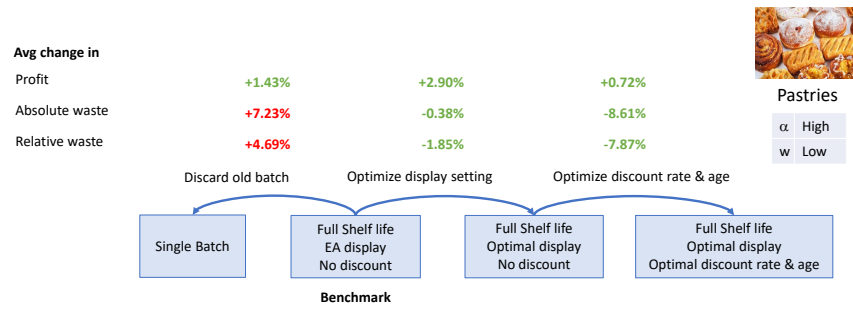 Avg change in
Profit +1.43% +2.90% +0.72%
Absolute waste +7.23% -0.38% -8.61%
Relative waste +4.69% -1.85% -7.87%
Pastries
α High
w Low
Discard old batch Optimize display setting Optimize discount rate & age
Single Batch
Full Shelf life
EA display
No discount
Full Shelf life
Optimal display
No discount
Full Shelf life
Optimal display
Optimal discount rate & age
Benchmark